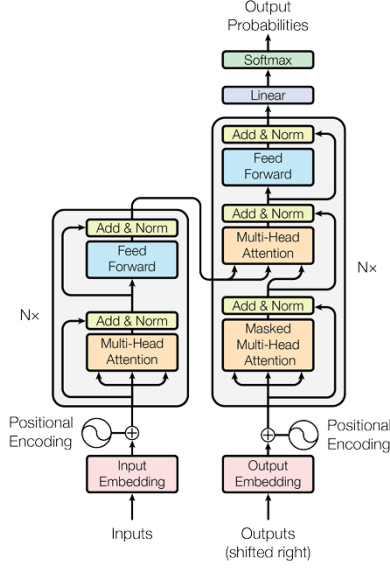 Output
Probabilities
Softmax
Linear
Add & Norm
Feed
Forward
Add & Norm
Multi-Head
Attention
Add & Norm
Masked
Multi-Head
Attention
N×
Positional
Encoding
Output
Embedding
Outputs
(shifted right)
Add & Norm
Feed
Forward
Add & Norm
Multi-Head
Attention
N×
Positional
Encoding
Input
Embedding
Inputs